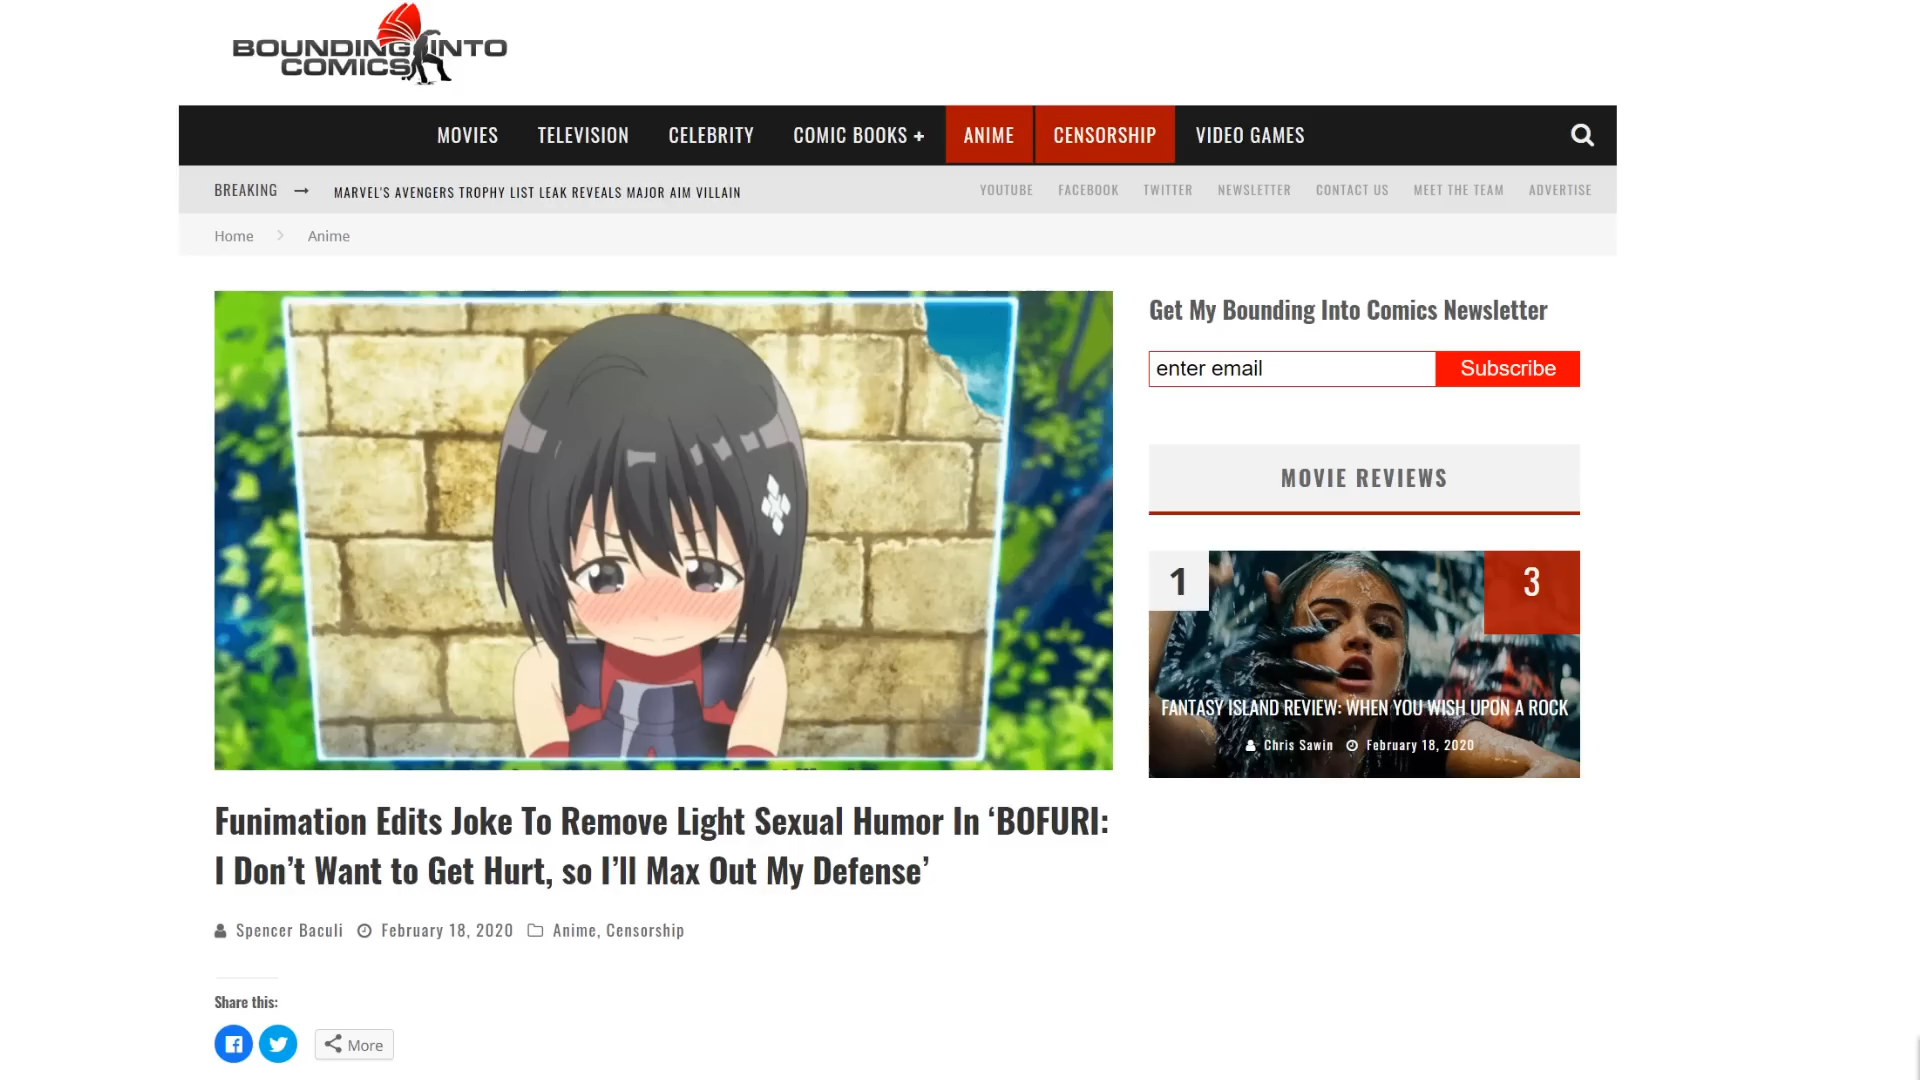 BOUNDING INTO
COMICS
MOVIES TELEVISION CELEBRITY COMIC BOOKS + ANIME CENSORSHIP VIDEO GAMES
BREAKING → MARVEL'S AVENGERS TROPHY LIST LEAK REVEALS MAJOR AIM VILLAIN YOUTUBE FACEBOOK TWITTER NEWSLETTER CONTACT US MEET THE TEAM ADVERTISE
Home > Anime
Funimation Edits Joke To Remove Light Sexual Humor In ‘BOFURI:
I Don’t Want to Get Hurt, so I’ll Max Out My Defense’
Spencer Baculi February 18, 2020 Anime, Censorship
Share this:
More
Get My Bounding Into Comics Newsletter
enter email Subscribe
MOVIE REVIEWS
1 3
FANTASY ISLAND REVIEW: WHEN YOU WISH UPON A ROCK
Chris Sawin February 18, 2020